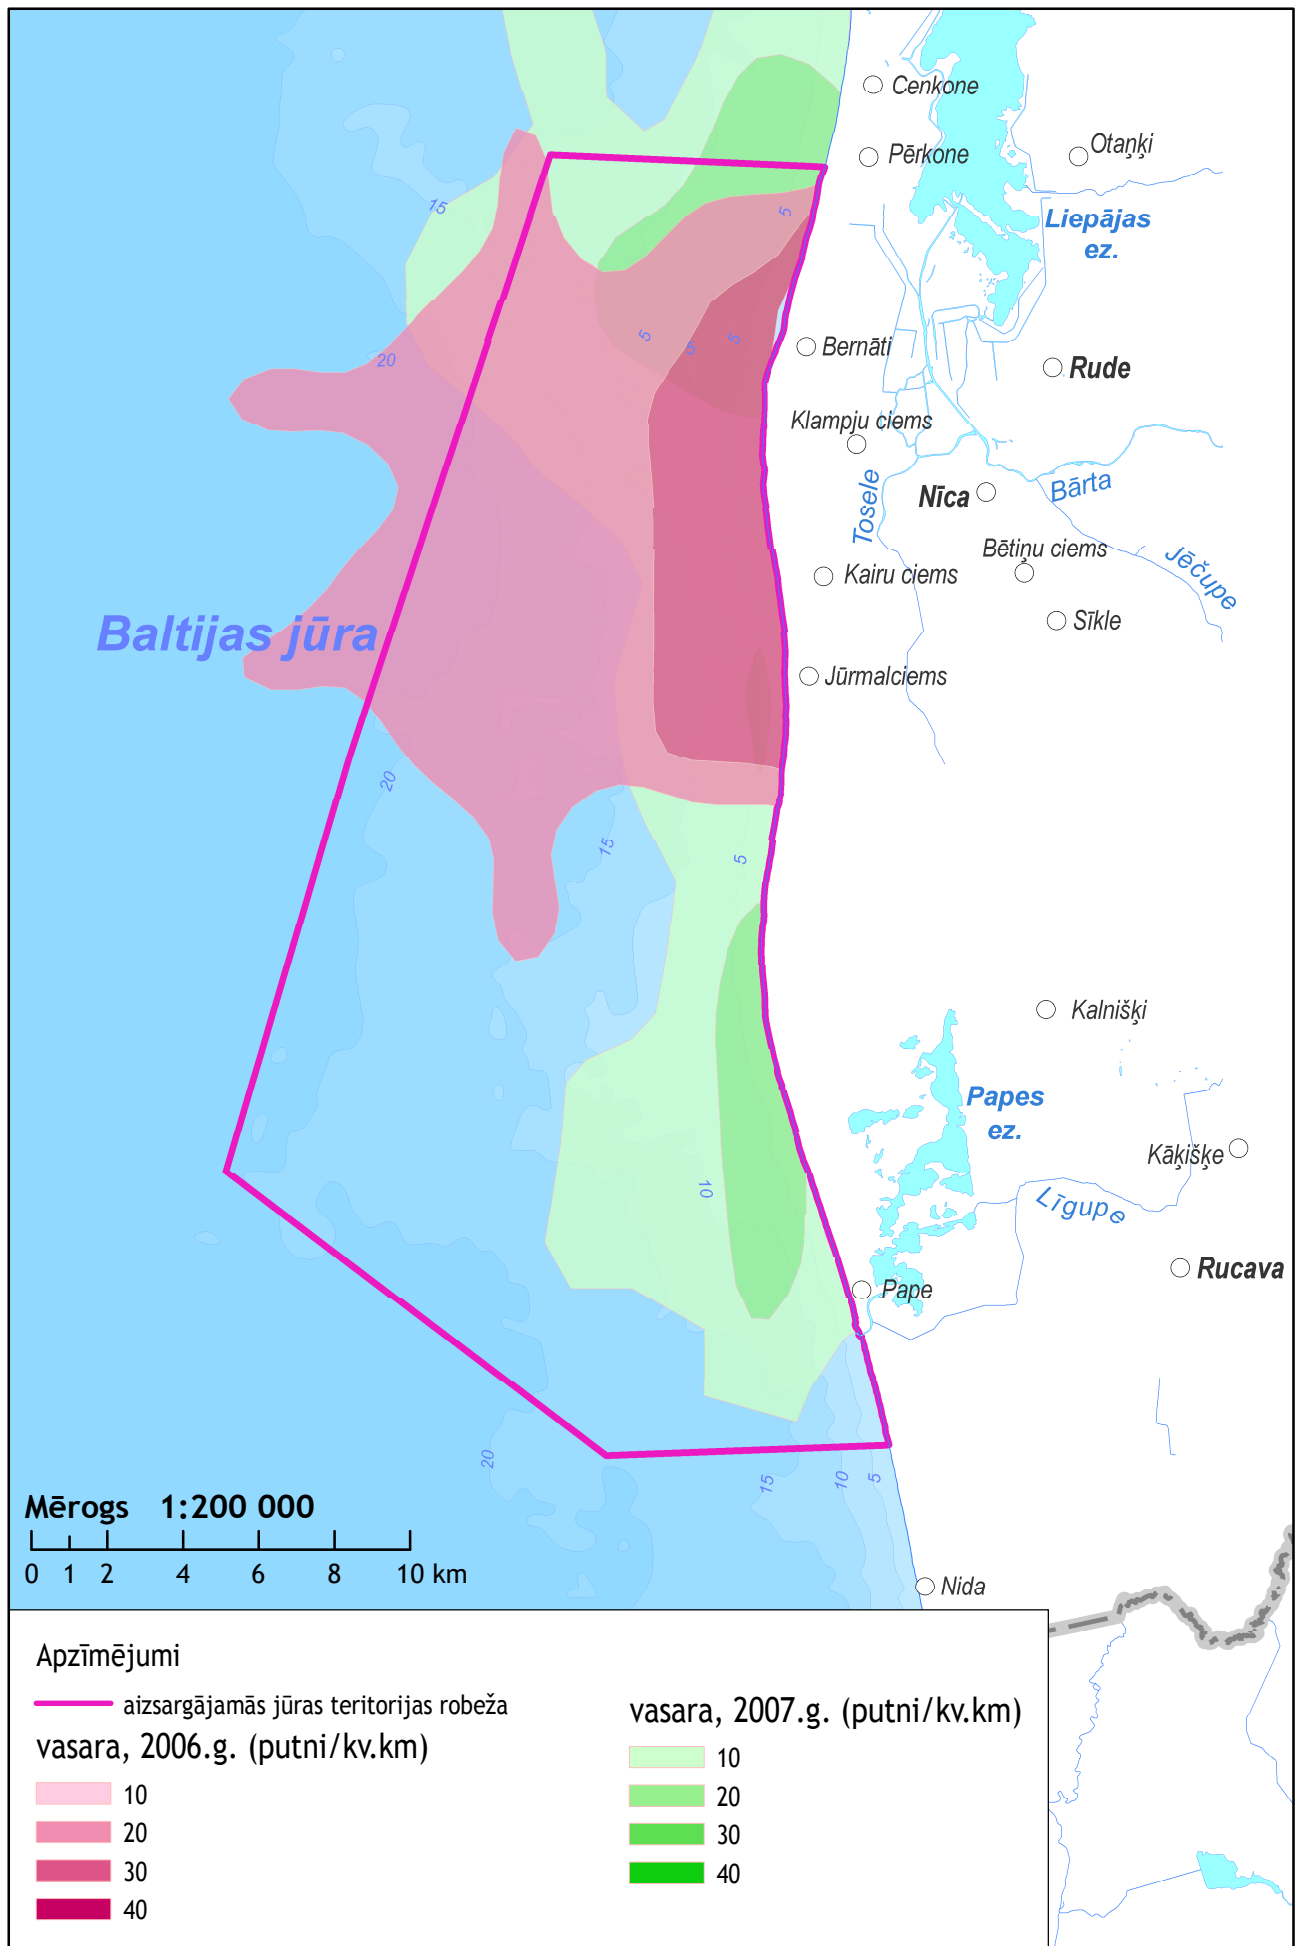 Cenkone
Pērkone
Otaņķi
Liepājas
ez.
15
5
20
5
5
5
Bernāti
Rude
Klampju ciems
Tosele
Nīca
Bārta
Bētiņu ciems
Jēčupe
Kairu ciems
Sīkle
Baltijas jūra
Jūrmalciems
20
15
5
Kalnišķi
Papes
ez.
Kāķišķe
10
Līgupe
Rucava
Pape
20
15
10
5
Mērogs 1:200 000
0 1 2 4 6 8 10 km
Nida
Apzīmējumi
aizsargājamās jūras teritorijas robeža
vasara, 2006.g. (putni/kv.km)
10
20
30
40
vasara, 2007.g. (putni/kv.km)
10
20
30
40